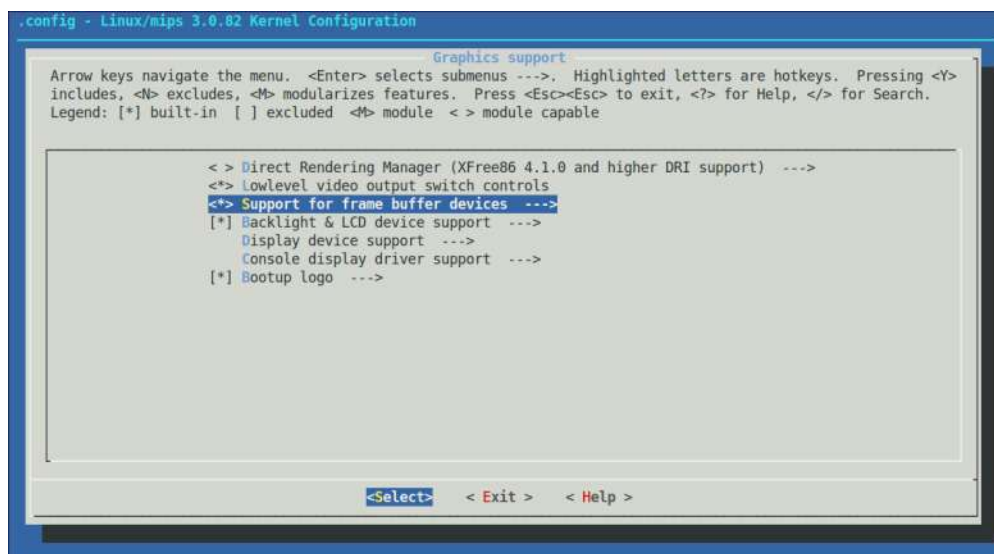 .config - Linux/mips 3.0.82 Kernel Configuration
Graphics support
Arrow keys navigate the menu.  <Enter> selects submenus --->.  Highlighted letters are hotkeys.  Pressing <Y>
includes, <N> excludes, <M> modularizes features.  Press <Esc><Esc> to exit, <?> for Help, </> for Search.
Legend: [*] built-in  [ ] excluded  <M> module  < > module capable
< > Direct Rendering Manager (XFree86 4.1.0 and higher DRI support)  --->
<*> Lowlevel video output switch controls
<*> Support for frame buffer devices  --->
[*] Backlight & LCD device support  --->
Display device support  --->
Console display driver support  --->
[*] Bootup logo  --->
<Select>    < Exit >    < Help >